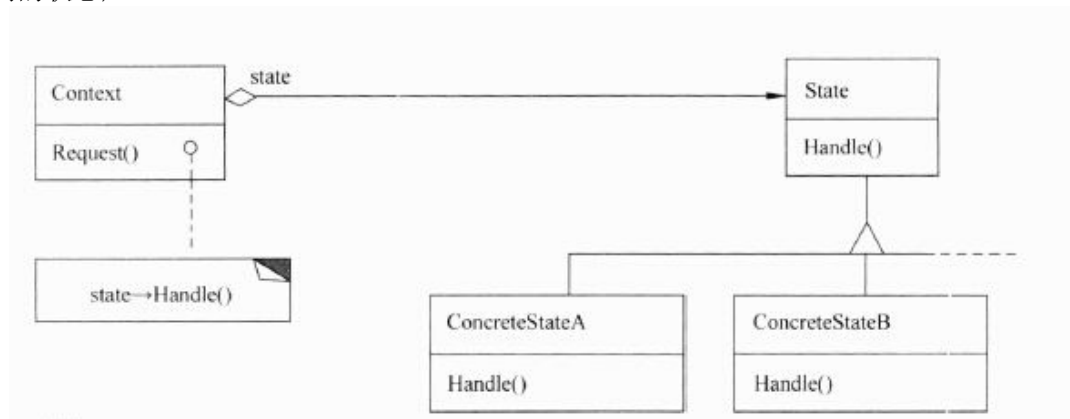 state
Context
State
Request()
Handle()
state→Handle()
ConcreteStateA
ConcreteStateB
Handle()
Handle()